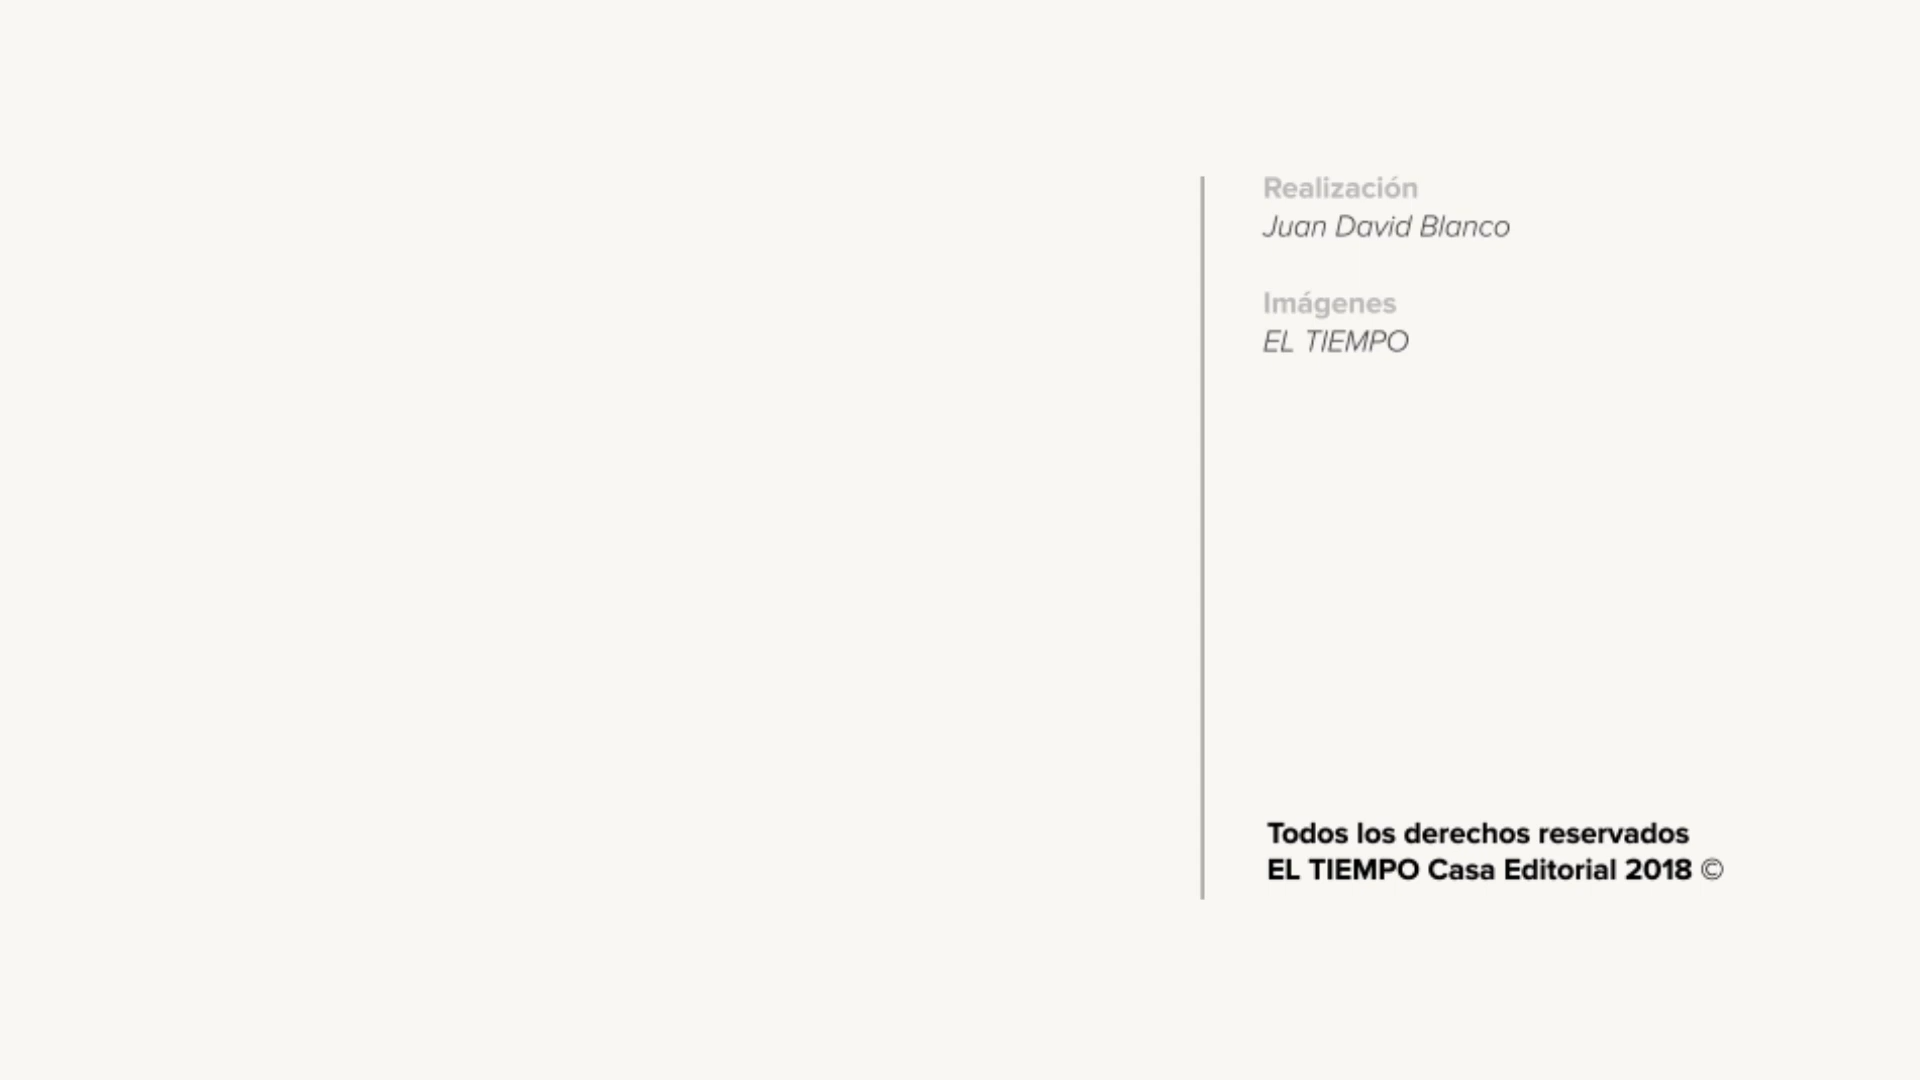 Realización
Juan David Blanco
Imágenes
EL TIEMPO
Todos los derechos reservados
EL TIEMPO Casa Editorial 2018 ©